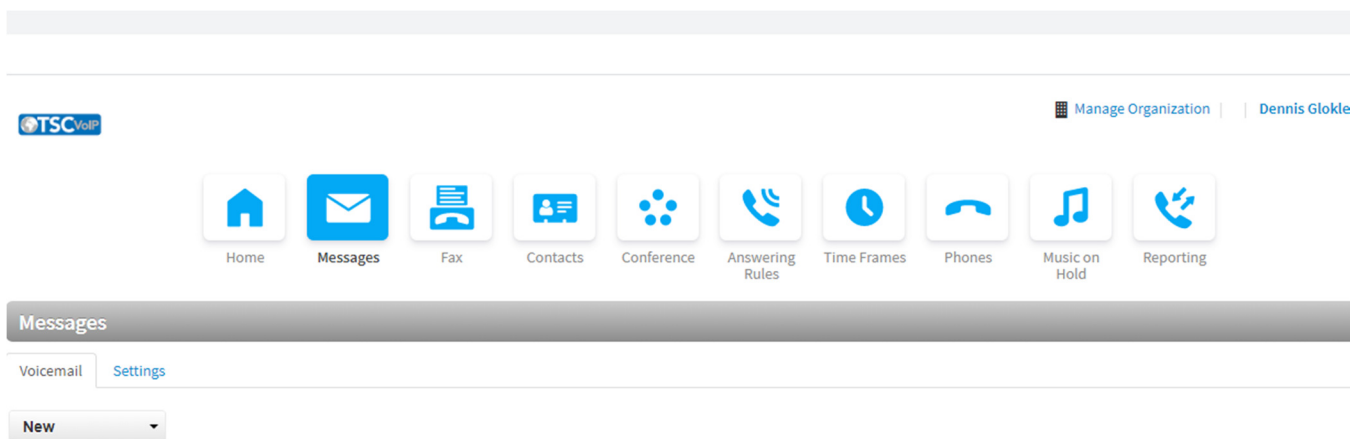 TSCVoIP
Manage Organization
Dennis Glokle
Home
Messages
Fax
Contacts
Conference
Answering
Rules
Time Frames
Phones
Music on
Hold
Reporting
Messages
Voicemail
Settings
New